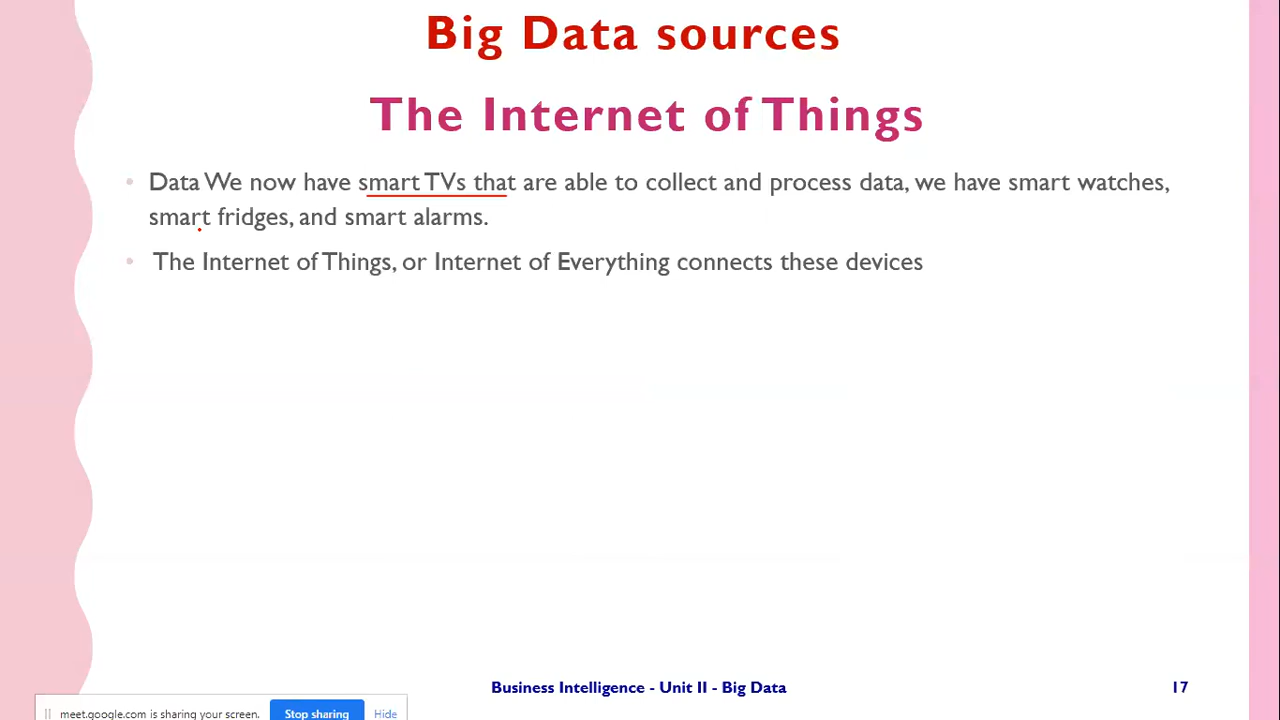 Big Data sources
The Internet of Things
• Data We now have smart TVs that are able to collect and process data, we have smart watches,
smart fridges, and smart alarms.
• The Internet of Things, or Internet of Everything connects these devices
Business Intelligence - Unit II - Big Data
17
meet.google.com is sharing your screen.
Stop sharing
Hide